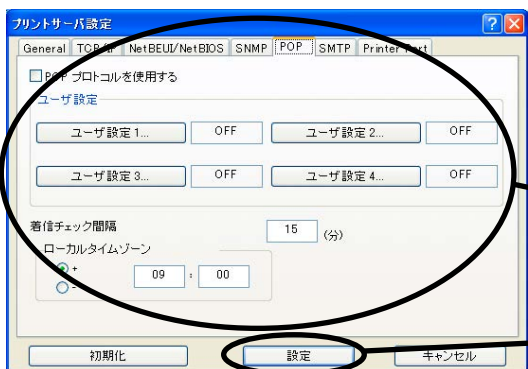 プリントサーバ設定
General TCP/IP NetBEUI/NetBIOS SNMP POP SMTP Printer Port
POP プロトコルを使用する
ユーザ設定
ユーザ設定 1... OFF ユーザ設定 2... OFF
ユーザ設定 3... OFF ユーザ設定 4... OFF
着信チェック間隔 15 (分)
ローカルタイムゾーン
+
09 : 00
-
初期化 設定 キャンセル